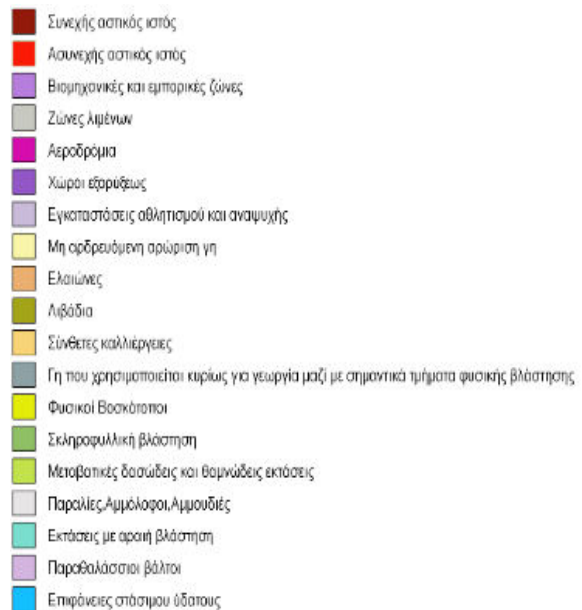 Συνεχής αστικός ιστός
Ασυνεχής αστικός ιστός
Βιομηχανικές και εμπορικές ζώνες
Ζώνες λιμένων
Αεροδρόμια
Χώροι εξορύξεως
Εγκαταστάσεις αθλητισμού και αναψυχής
Μη αρδρευόμενη αρώσιμη γη
Ελαιώνες
Λιβάδια
Σύνθετες καλλιέργειες
Γη που χρησιμοποιείται κυρίως για γεωργία μαζί με σημαντικά τμήματα φυσικής βλάστησης
Φυσικοί Βοσκότοποι
Σκληροφυλλική βλάστηση
Μεταβατικές δασώδεις και θαμνώδεις εκτάσεις
Παραλίες,Αμμόλοφοι,Αμμουδιές
Εκτάσεις με αραιή βλάστηση
Παραθαλάσσιοι βάλτοι
Επιφάνειες στάσιμου ύδατους